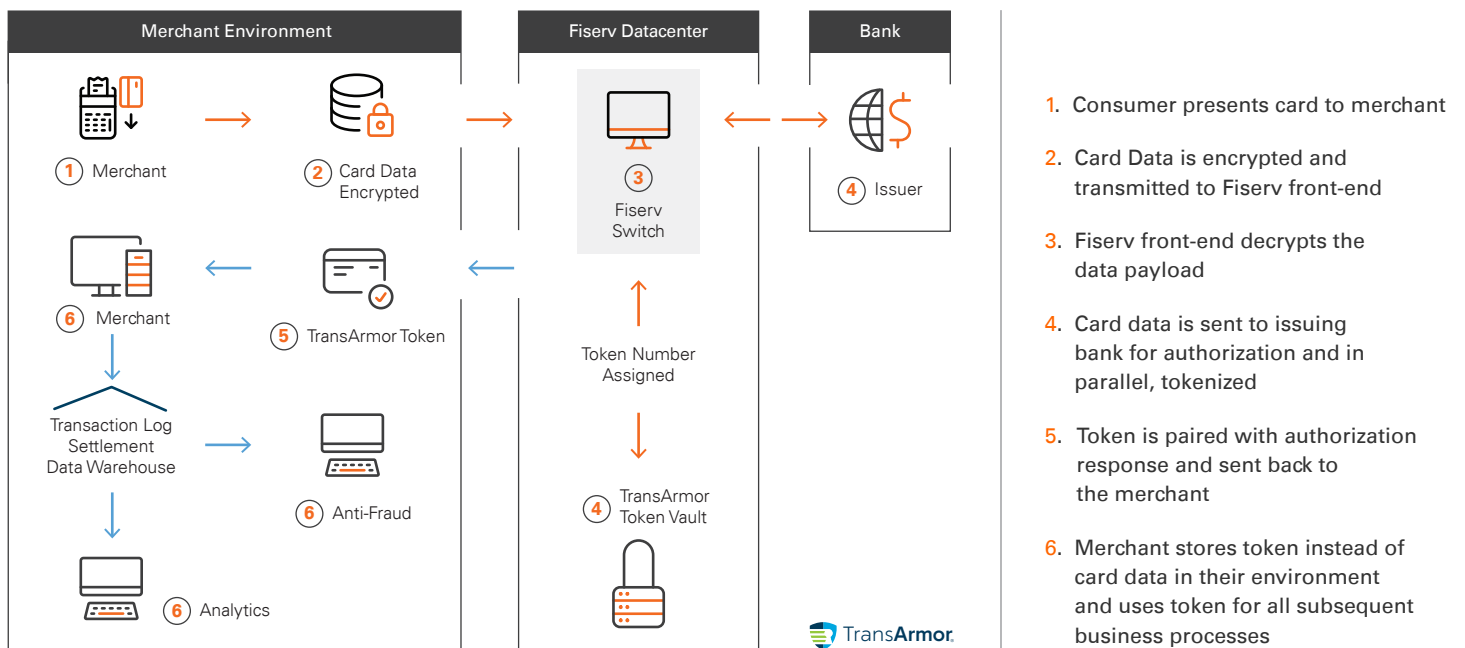 Merchant Environment
Fiserv Datacenter
Bank
1 Merchant
2 Card Data
Encrypted
3
Fiserv
Switch
4 Issuer
6 Merchant
5 TransArmor Token
Token Number
Assigned
Transaction Log
Settlement
Data Warehouse
6 Anti-Fraud
4 TransArmor
Token Vault
6 Analytics
TransArmor.
1. Consumer presents card to merchant
2. Card Data is encrypted and
transmitted to Fiserv front-end
3. Fiserv front-end decrypts the
data payload
4. Card data is sent to issuing
bank for authorization and in
parallel, tokenized
5. Token is paired with authorization
response and sent back to
the merchant
6. Merchant stores token instead of
card data in their environment
and uses token for all subsequent
business processes